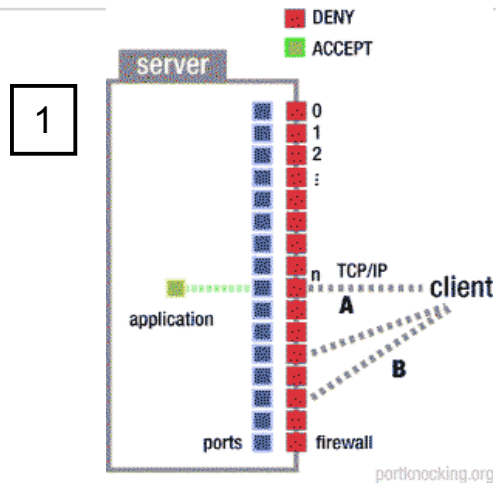 DENY
ACCEPT
server
1
0
1
2
⋮
n
TCP/IP
client
A
application
B
ports
firewall
portknocking.org